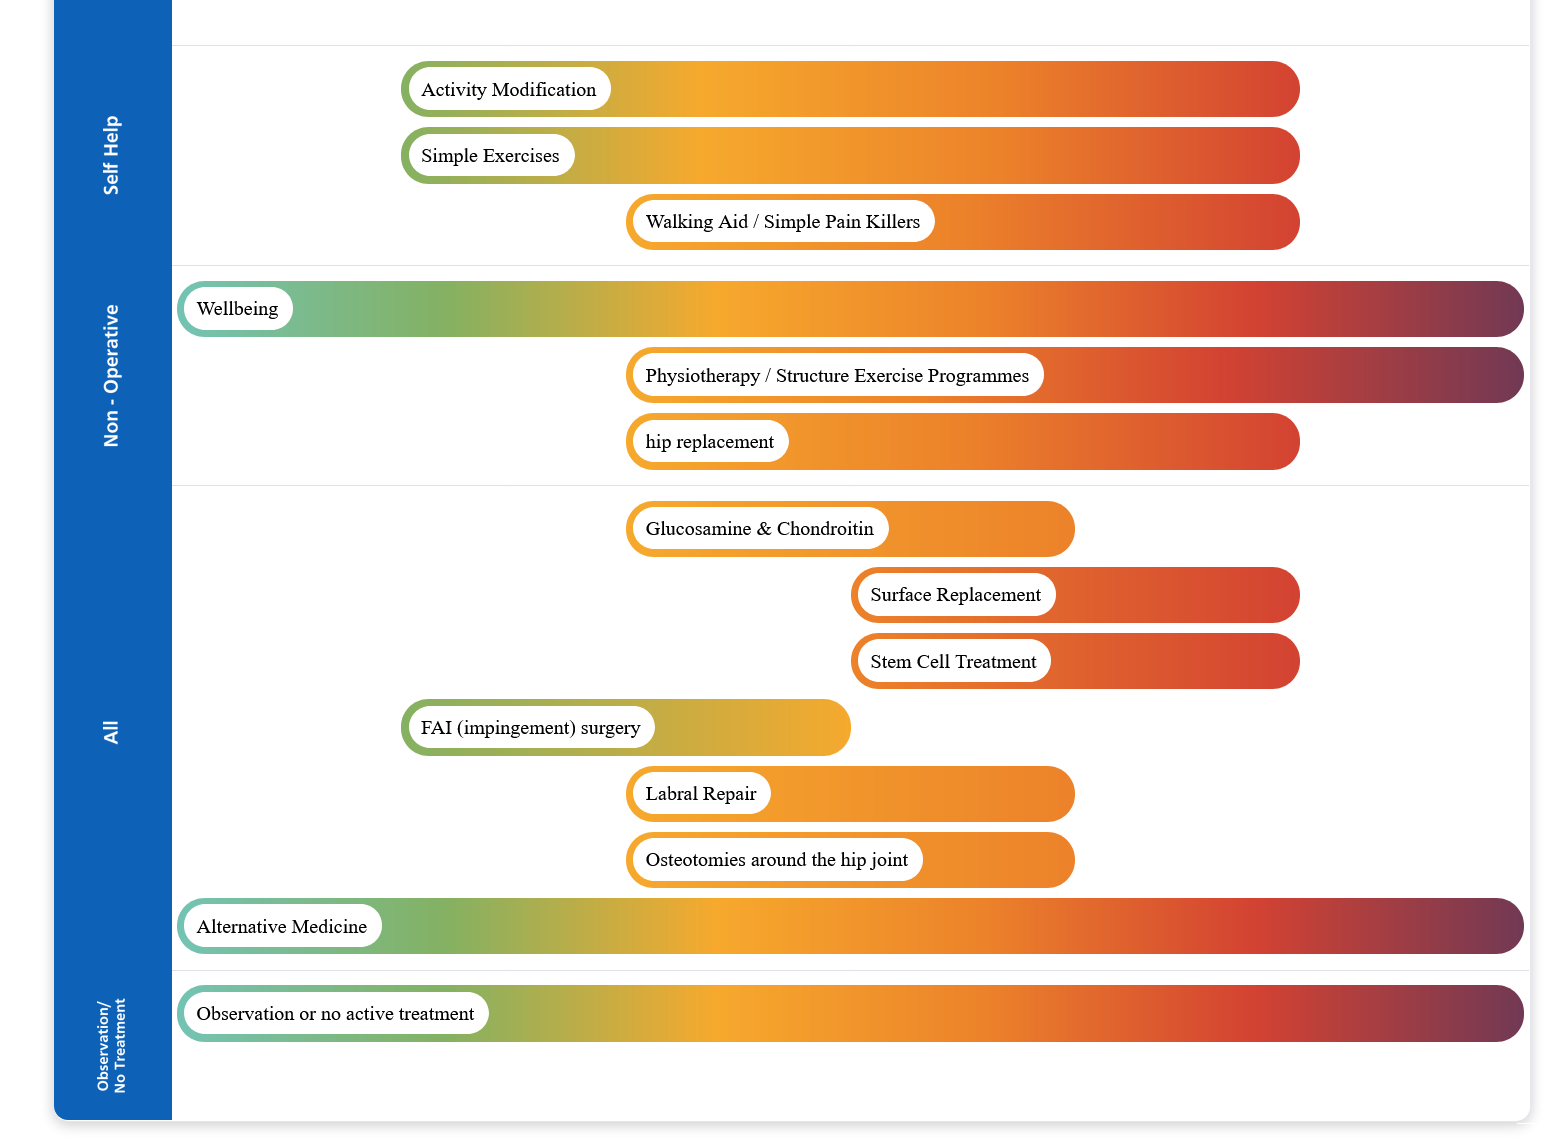 Self Help
Activity Modification
Simple Exercises
Walking Aid / Simple Pain Killers
Non - Operative
Wellbeing
Physiotherapy / Structure Exercise Programmes
hip replacement
All
Glucosamine & Chondroitin
Surface Replacement
Stem Cell Treatment
FAI (impingement) surgery
Labral Repair
Osteotomies around the hip joint
Alternative Medicine
Observation/
No Treatment
Observation or no active treatment